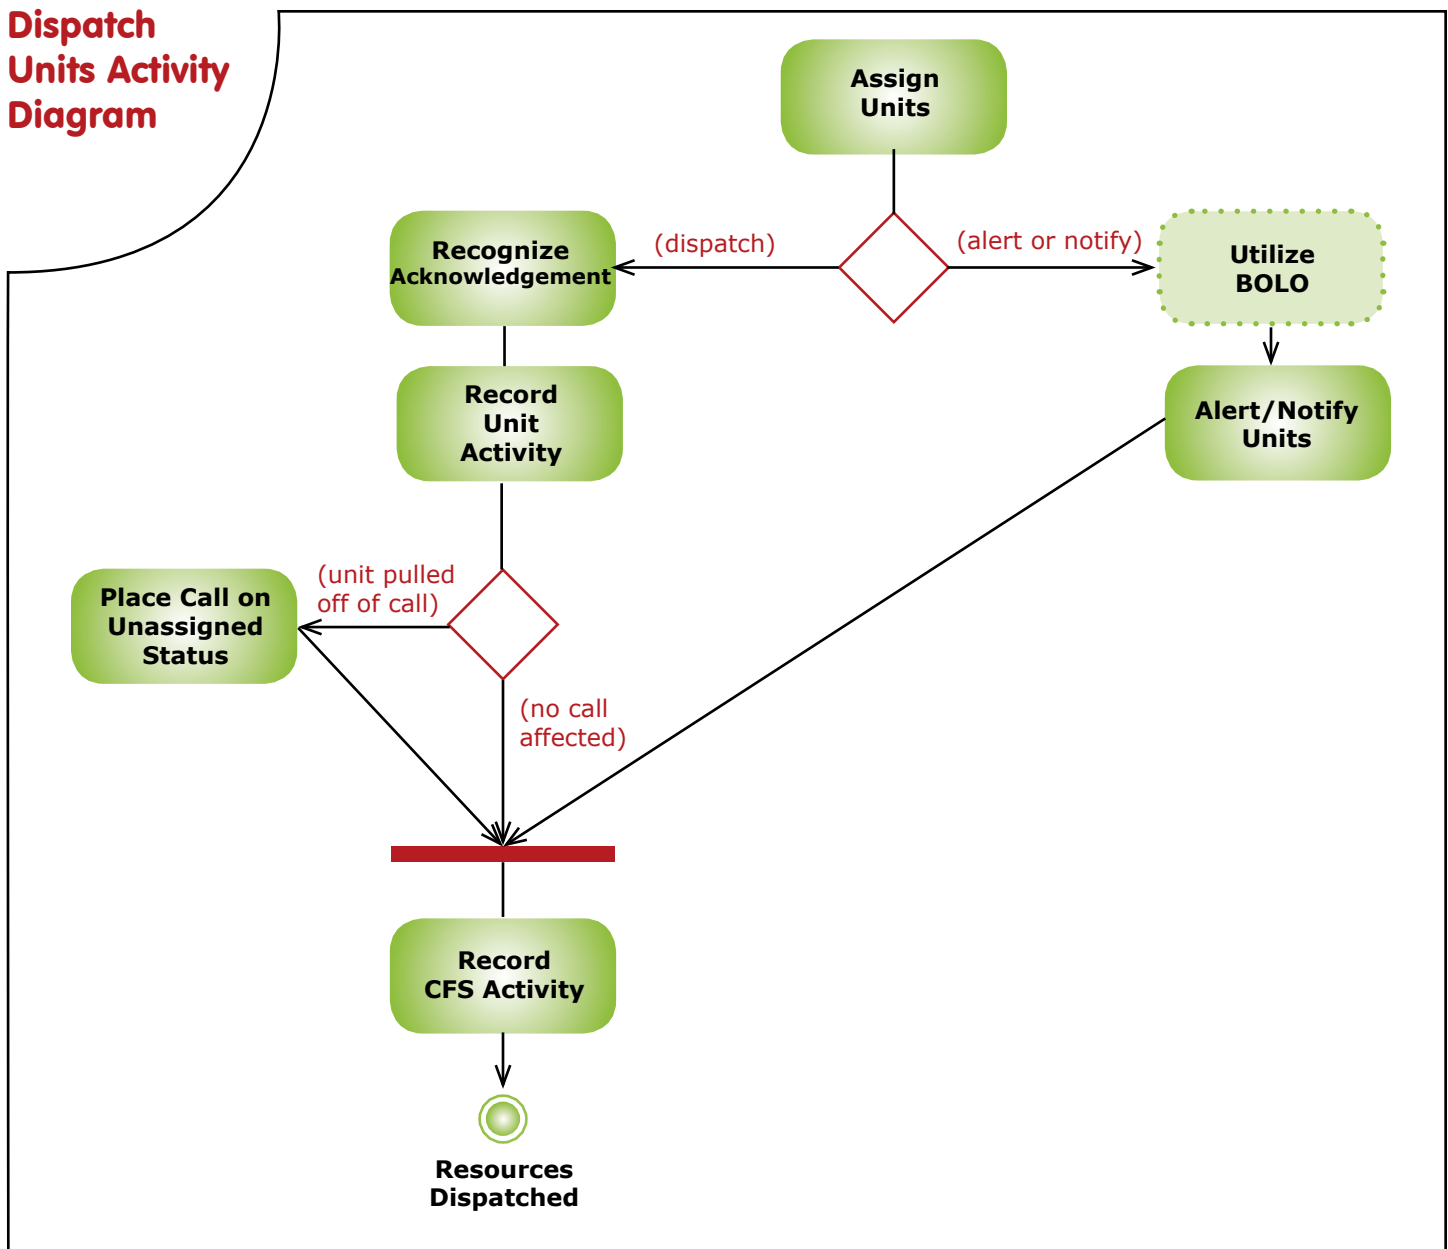 Dispatch
Units Activity
Diagram
Assign
Units
(dispatch)
(alert or notify)
Recognize
Acknowledgement
Utilize
BOLO
Record
Unit
Activity
Alert/Notify
Units
(unit pulled
off of call)
Place Call on
Unassigned
Status
(no call
affected)
Record
CFS Activity
Resources
Dispatched